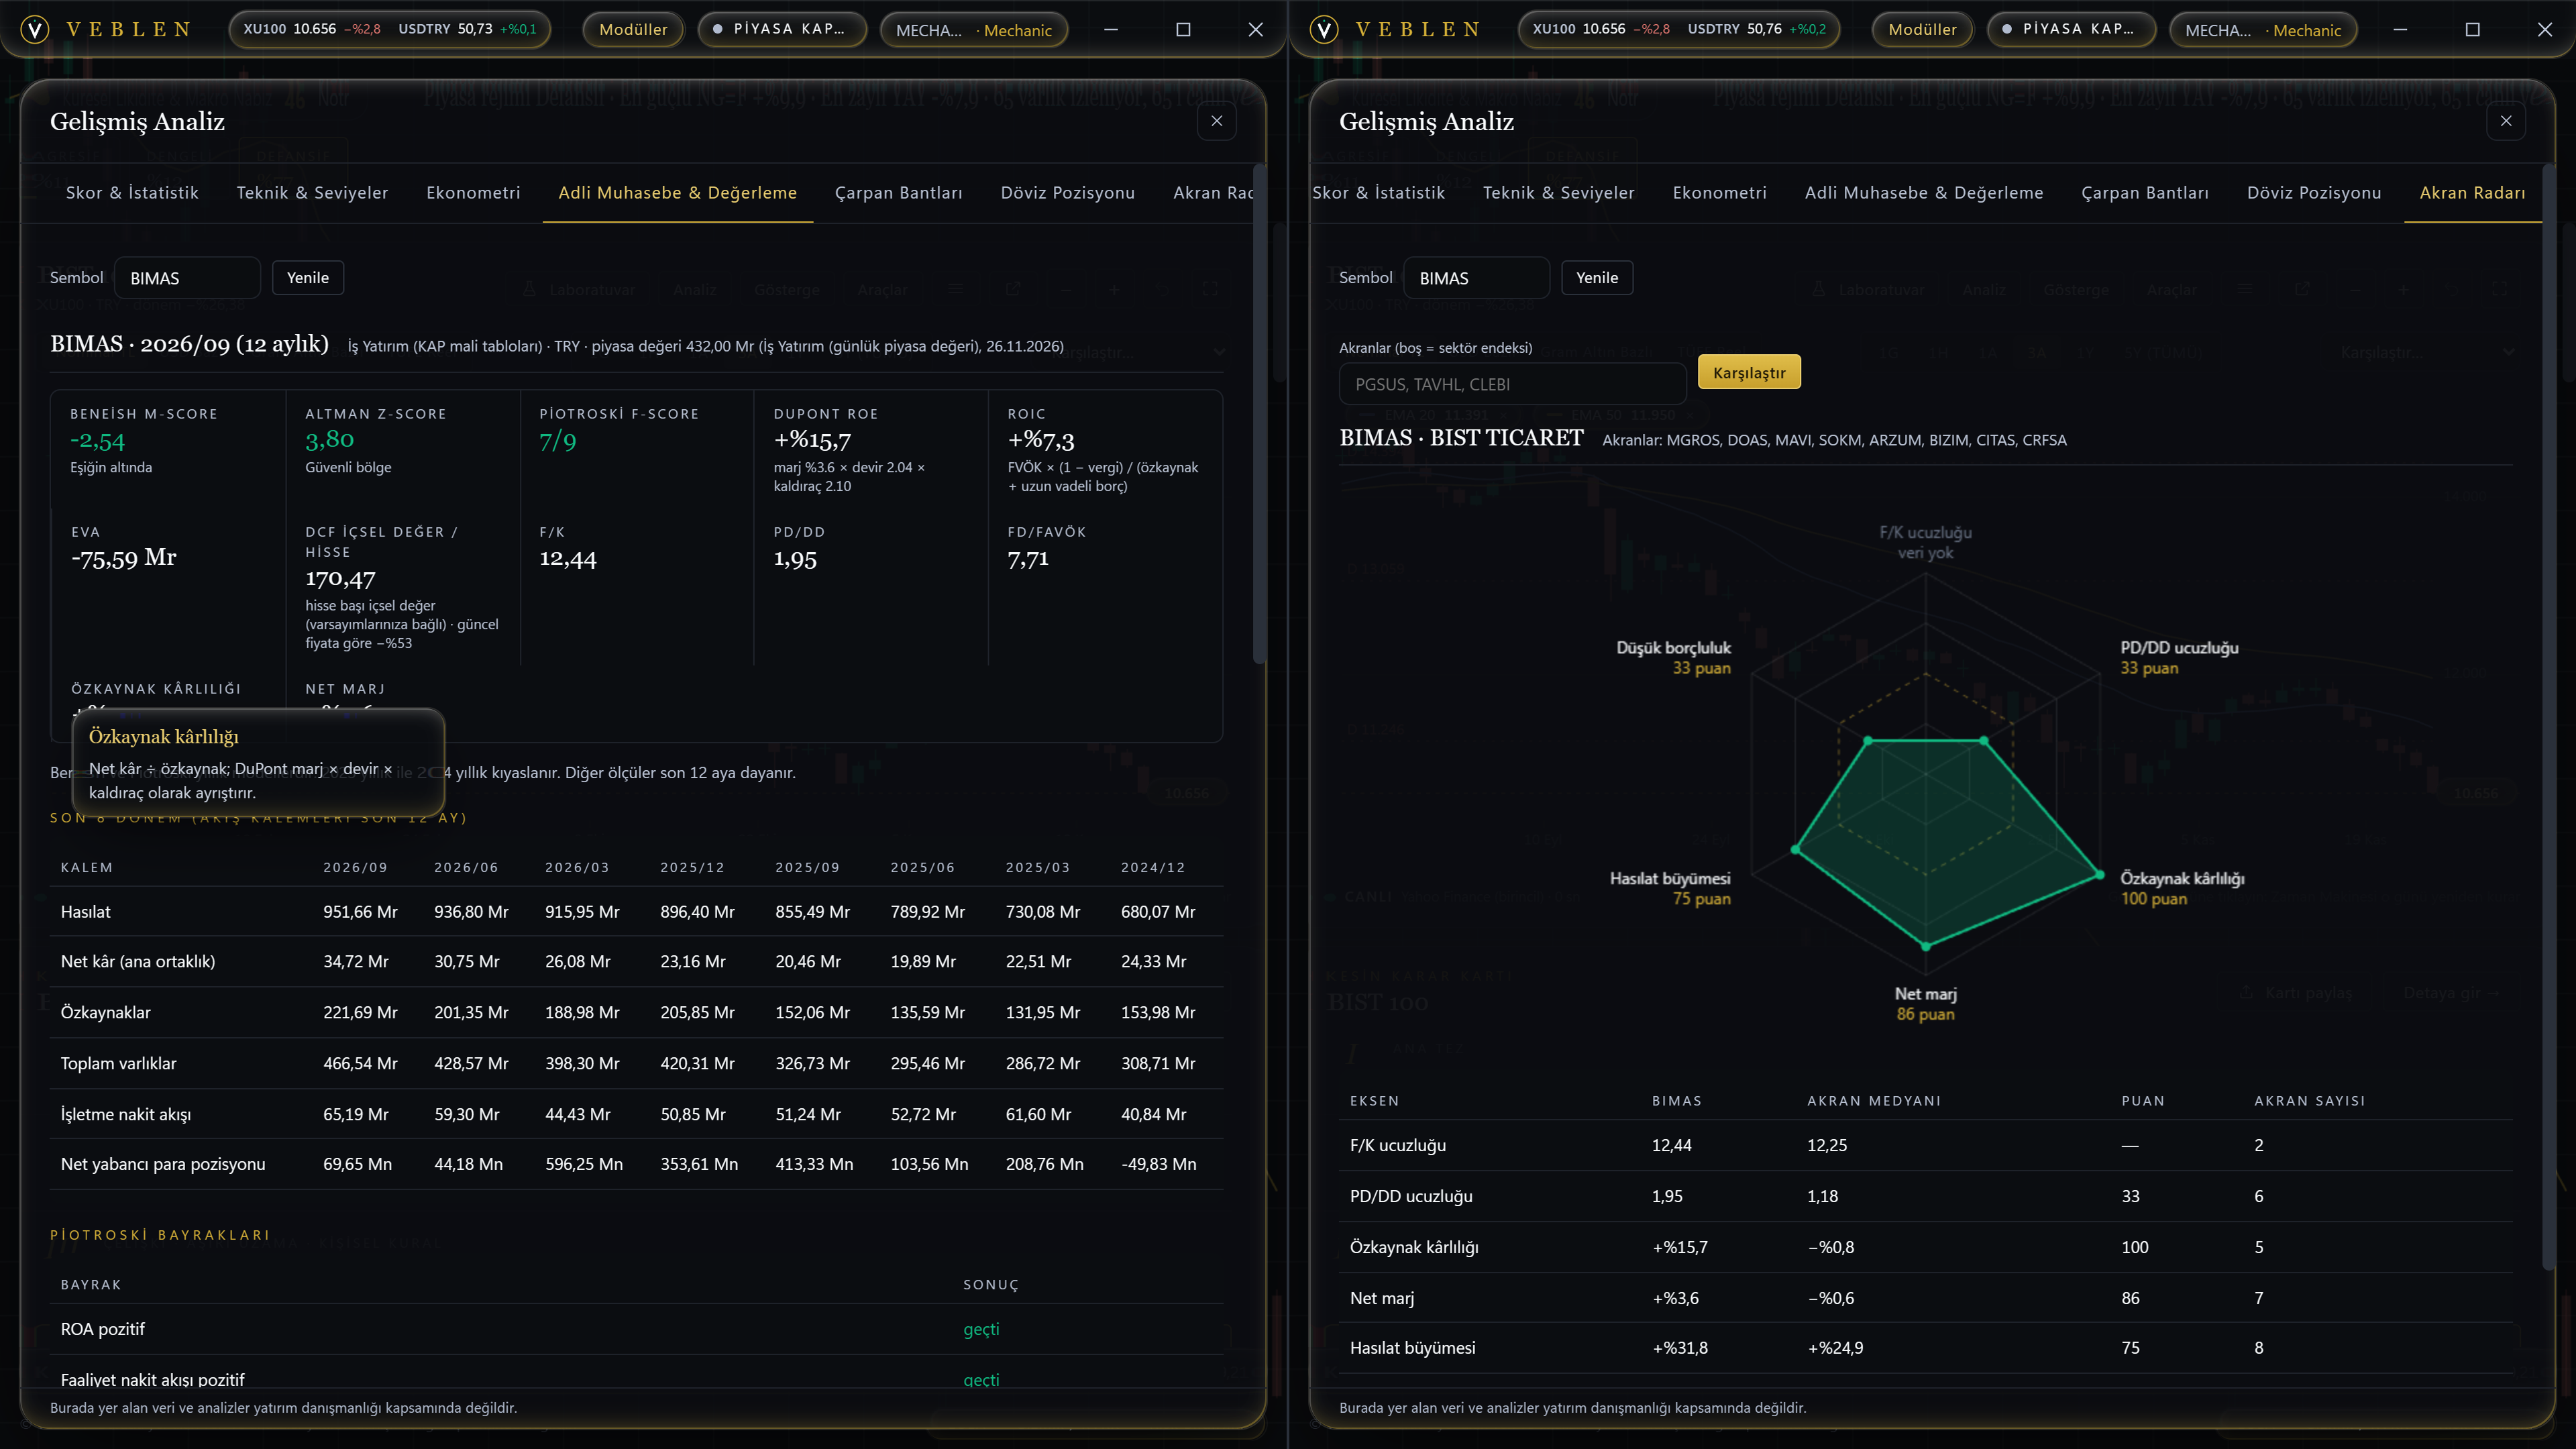 VEBLEN
XU100 10.656 −%2,8 USDTRY 50,73 +%0,1
Modüller
PİYASA KAP...
MECHA... · Mechanic
Gelişmiş Analiz
Skor & İstatistik Teknik & Seviyeler Ekonometri Adli Muhasebe & Değerleme Çarpan Bantları Döviz Pozisyonu Akran Rad
Sembol BIMAS Yenile
BIMAS · 2026/09 (12 aylık) İş Yatırım (KAP mali tabloları) · TRY · piyasa değeri 432,00 Mr (İş Yatırım (günlük piyasa değeri), 26.11.2026)
BENEİSH M-SCORE
-2,54
Eşiğin altında
ALTMAN Z-SCORE
3,80
Güvenli bölge
PİOTROSKİ F-SCORE
7/9
DUPONT ROE
+%15,7
marj %3.6 × devir 2.04 ×
kaldıraç 2.10
ROIC
+%7,3
FVÖK × (1 − vergi) / (özkaynak
+ uzun vadeli borç)
EVA
-75,59 Mr
DCF İÇSEL DEĞER /
HİSSE
170,47
hisse başı içsel değer
(varsayımlarınıza bağlı) · güncel
fiyata göre −%53
F/K
12,44
PD/DD
1,95
FD/FAVÖK
7,71
ÖZKAYNAK KÂRLILIĞI
NET MARJ
Özkaynak kârlılığı
Net kâr ÷ özkaynak; DuPont marj × devir ×
kaldıraç olarak ayrıştırır.
yıllık kıyaslanır. Diğer ölçüler son 12 aya dayanır.
SON 8 DÖNEM (AKIŞ KALEMLERİ SON 12 AY)
KALEM 2026/09 2026/06 2026/03 2025/12 2025/09 2025/06 2025/03 2024/12
Hasılat 951,66 Mr 936,80 Mr 915,95 Mr 896,40 Mr 855,49 Mr 789,92 Mr 730,08 Mr 680,07 Mr
Net kâr (ana ortaklık) 34,72 Mr 30,75 Mr 26,08 Mr 23,16 Mr 20,46 Mr 19,89 Mr 22,51 Mr 24,33 Mr
Özkaynaklar 221,69 Mr 201,35 Mr 188,98 Mr 205,85 Mr 152,06 Mr 135,59 Mr 131,95 Mr 153,98 Mr
Toplam varlıklar 466,54 Mr 428,57 Mr 398,30 Mr 420,31 Mr 326,73 Mr 295,46 Mr 286,72 Mr 308,71 Mr
İşletme nakit akışı 65,19 Mr 59,30 Mr 44,43 Mr 50,85 Mr 51,24 Mr 52,72 Mr 61,60 Mr 40,84 Mr
Net yabancı para pozisyonu 69,65 Mn 44,18 Mn 596,25 Mn 353,61 Mn 413,33 Mn 103,56 Mn 208,76 Mn -49,83 Mn
PİOTROSKİ BAYRAKLARI
BAYRAK SONUÇ
ROA pozitif geçti
Faaliyet nakit akışı pozitif geçti
Burada yer alan veri ve analizler yatırım danışmanlığı kapsamında değildir.
VEBLEN
XU100 10.656 −%2,8 USDTRY 50,76 +%0,2
Modüller
PİYASA KAP...
MECHA... · Mechanic
Gelişmiş Analiz
Skor & İstatistik Teknik & Seviyeler Ekonometri Adli Muhasebe & Değerleme Çarpan Bantları Döviz Pozisyonu Akran Radarı
Sembol BIMAS Yenile
Akranlar (boş = sektör endeksi)
PGSUS, TAVHL, CLEBI Karşılaştır
BIMAS · BIST TICARET Akranlar: MGROS, DOAS, MAVI, SOKM, ARZUM, BIZIM, CITAS, CRFSA
F/K ucuzluğu
veri yok
Düşük borçluluk
33 puan
PD/DD ucuzluğu
33 puan
Hasılat büyümesi
75 puan
Özkaynak kârlılığı
100 puan
Net marj
86 puan
EKSEN BIMAS AKRAN MEDYANI PUAN AKRAN SAYISI
F/K ucuzluğu 12,44 12,25 — 2
PD/DD ucuzluğu 1,95 1,18 33 6
Özkaynak kârlılığı +%15,7 −%0,8 100 5
Net marj +%3,6 −%0,6 86 7
Hasılat büyümesi +%31,8 +%24,9 75 8
Burada yer alan veri ve analizler yatırım danışmanlığı kapsamında değildir.